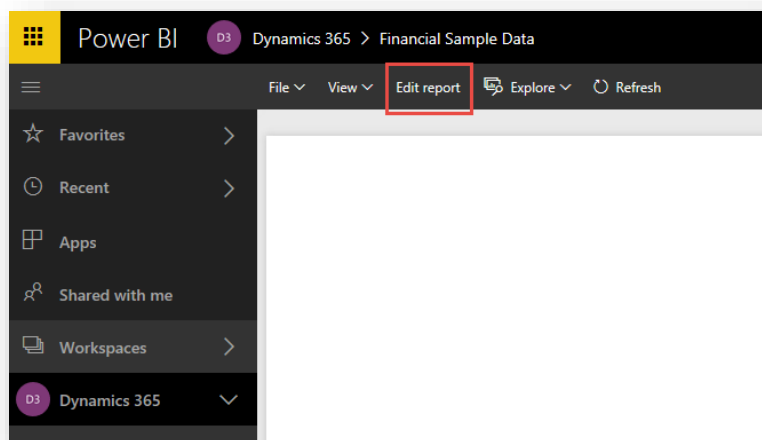 Power BI D3 Dynamics 365 > Financial Sample Data
File View Edit report Explore Refresh
Favorites
Recent
Apps
Shared with me
Workspaces
D3 Dynamics 365